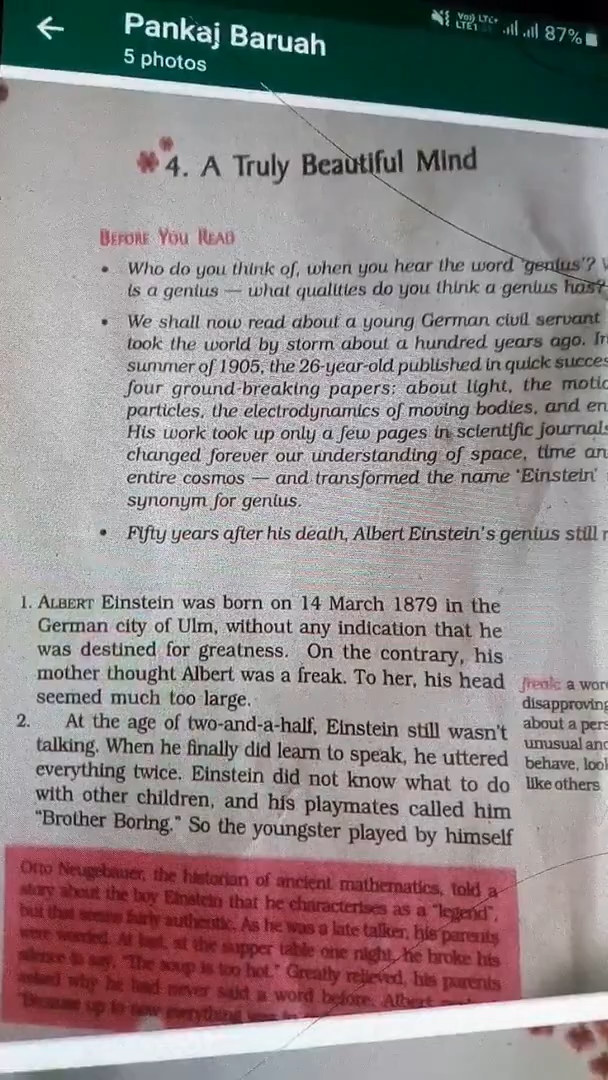 Pankaj Baruah
5 photos
Vo)) LTE+
LTE1
87%
4. A Truly Beautiful Mind
BEFORE YOU READ
• Who do you think of, when you hear the word 'genius'?
is a genius — what qualities do you think a genius has?
• We shall now read about a young German civil servant
took the world by storm about a hundred years ago. In
summer of 1905, the 26-year-old published in quick succes
four ground-breaking papers: about light, the motio
particles, the electrodynamics of moving bodies, and en
His work took up only a few pages in scientific journals
changed forever our understanding of space, time an
entire cosmos — and transformed the name 'Einstein'
synonym for genius.
• Fifty years after his death, Albert Einstein's genius still r
1. ALBERT Einstein was born on 14 March 1879 in the
German city of Ulm, without any indication that he
was destined for greatness. On the contrary, his
mother thought Albert was a freak. To her, his head
seemed much too large.
freak: a wor
disapproving
about a pers
unusual and
behave, look
like others
2. At the age of two-and-a-half, Einstein still wasn't
talking. When he finally did learn to speak, he uttered
everything twice. Einstein did not know what to do
with other children, and his playmates called him
"Brother Boring." So the youngster played by himself
Otto Neugebauer, the historian of ancient mathematics, told a
story about the boy Einstein that he characterises as a "legend",
but that seems fairly authentic. As he was a late talker, his parents
were worried. At last, at the supper table one night, he broke his
silence to say, "The soup is too hot." Greatly relieved, his parents
asked why he had never said a word before. Albert
"Because up to now everything was in